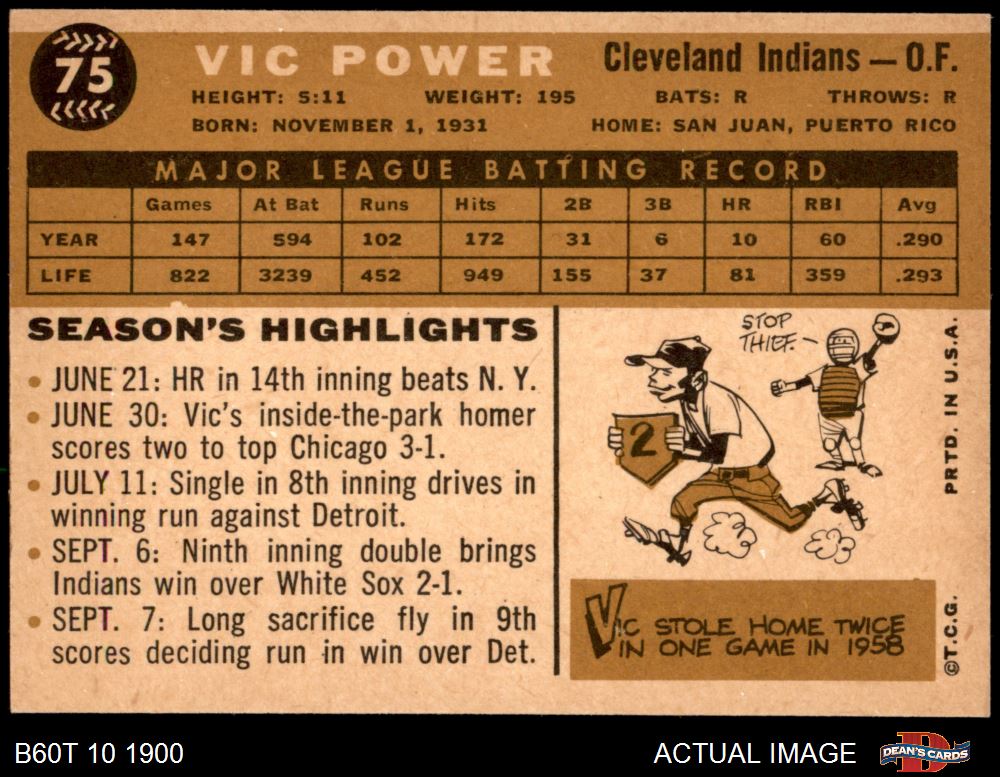 75
VIC POWER
Cleveland Indians — O.F.
HEIGHT: 5:11 WEIGHT: 195 BATS: R THROWS: R
BORN: NOVEMBER 1, 1931 HOME: SAN JUAN, PUERTO RICO
MAJOR LEAGUE BATTING RECORD
Games At Bat Runs Hits 2B 3B HR RBI Avg
YEAR 147 594 102 172 31 6 10 60 .290
LIFE 822 3239 452 949 155 37 81 359 .293
SEASON'S HIGHLIGHTS
• JUNE 21: HR in 14th inning beats N. Y.
• JUNE 30: Vic's inside-the-park homer
scores two to top Chicago 3-1.
• JULY 11: Single in 8th inning drives in
winning run against Detroit.
• SEPT. 6: Ninth inning double brings
Indians win over White Sox 2-1.
• SEPT. 7: Long sacrifice fly in 9th
scores deciding run in win over Det.
STOP
THIEF.
2
VIC STOLE HOME TWICE
IN ONE GAME IN 1958
PRTD. IN U.S.A.
©T.C.G.
B60T 10 1900
ACTUAL IMAGE
D
DEAN'S CARDS